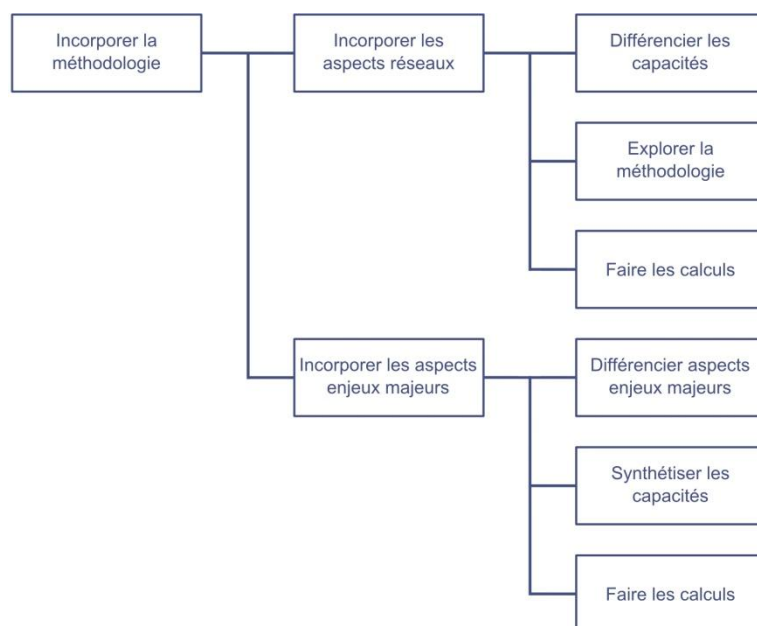 Incorporer la
méthodologie
Incorporer les
aspects réseaux
Différencier les
capacités
Explorer la
méthodologie
Faire les calculs
Incorporer les aspects
enjeux majeurs
Différencier aspects
enjeux majeurs
Synthétiser les
capacités
Faire les calculs